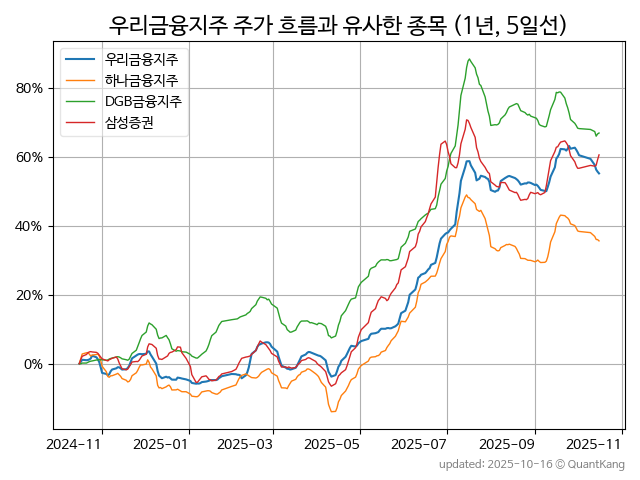 우리금융지주 주가 흐름과 유사한 종목 (1년, 5일선)
우리금융지주
하나금융지주
DGB금융지주
삼성증권
80%
60%
40%
20%
0%
2024-11 2025-01 2025-03 2025-05 2025-07 2025-09 2025-11
updated: 2025-10-16 © QuantKang